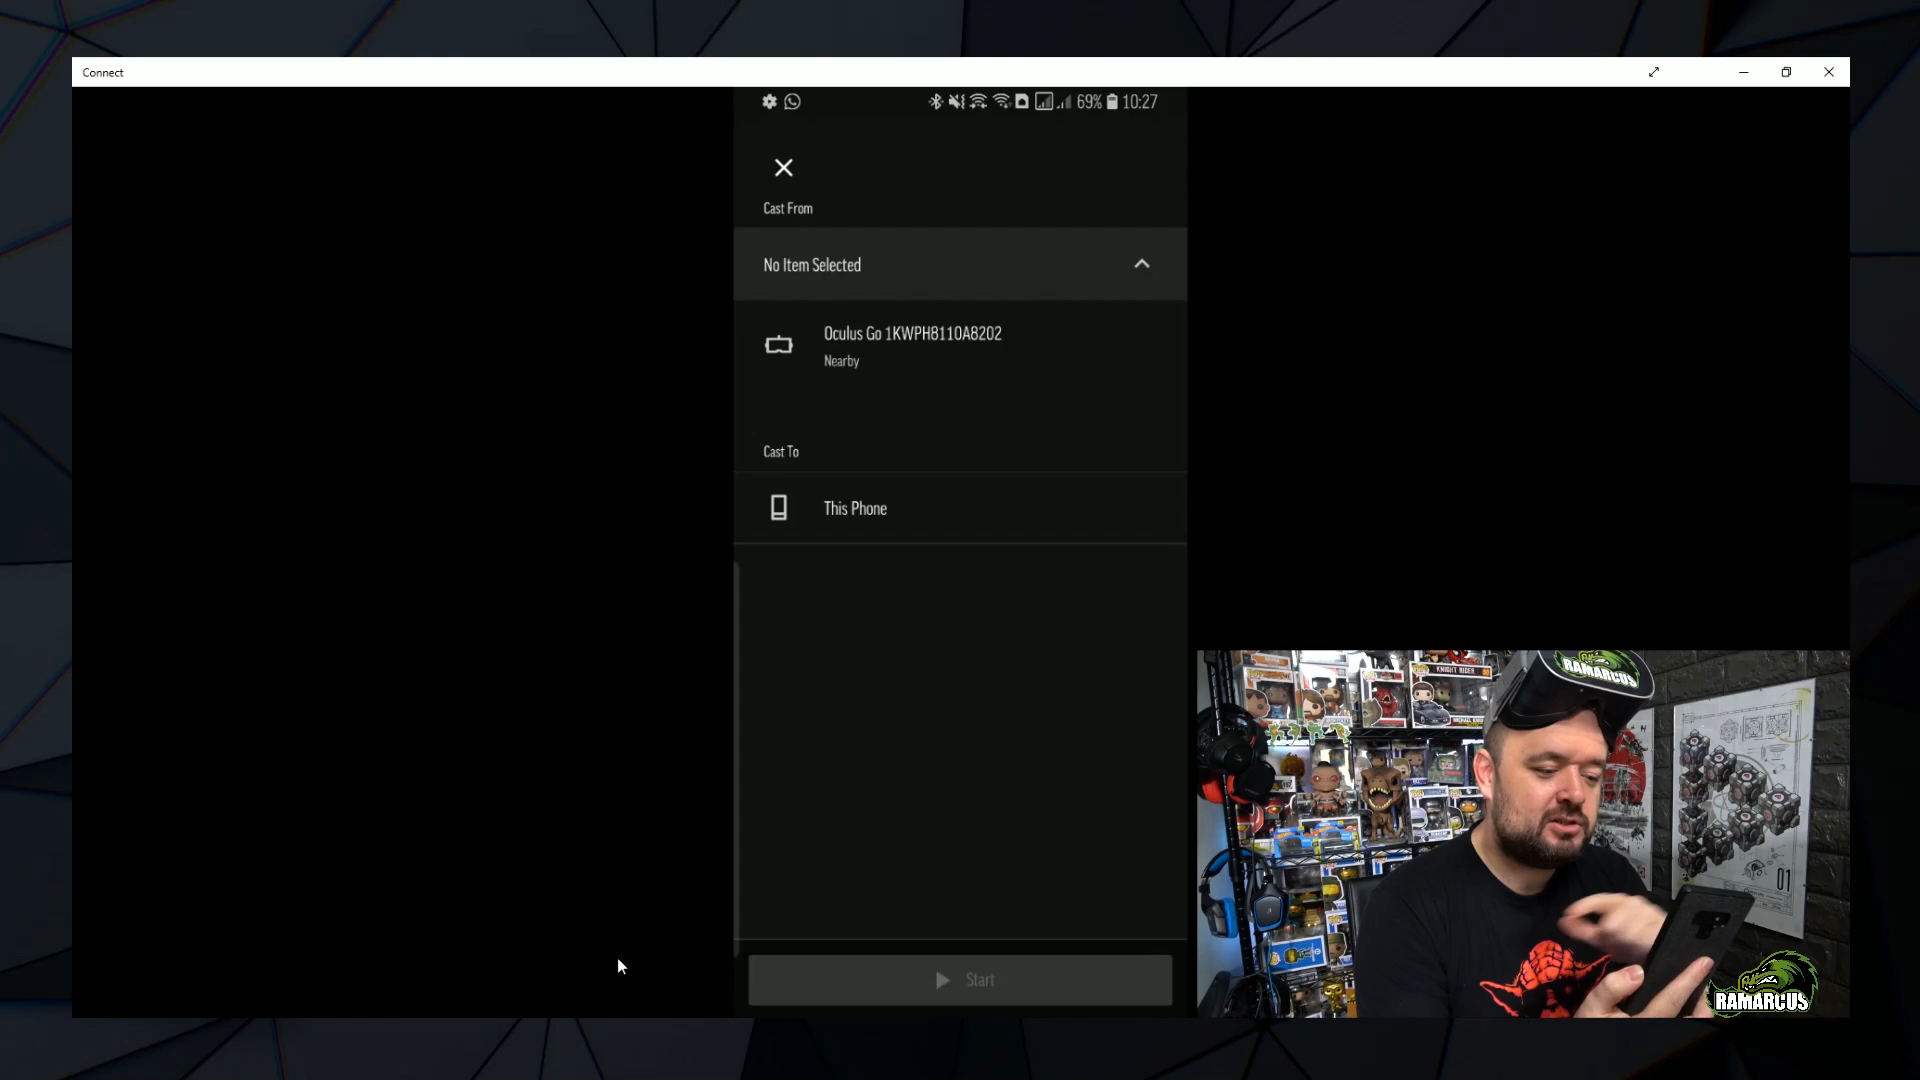 Connect
69% 10:27
Cast From
No Item Selected
Oculus Go 1KWPH8110A8202
Nearby
Cast To
This Phone
Start
RAMARCUS
KNIGHT RIDER
01
RAMARCUS